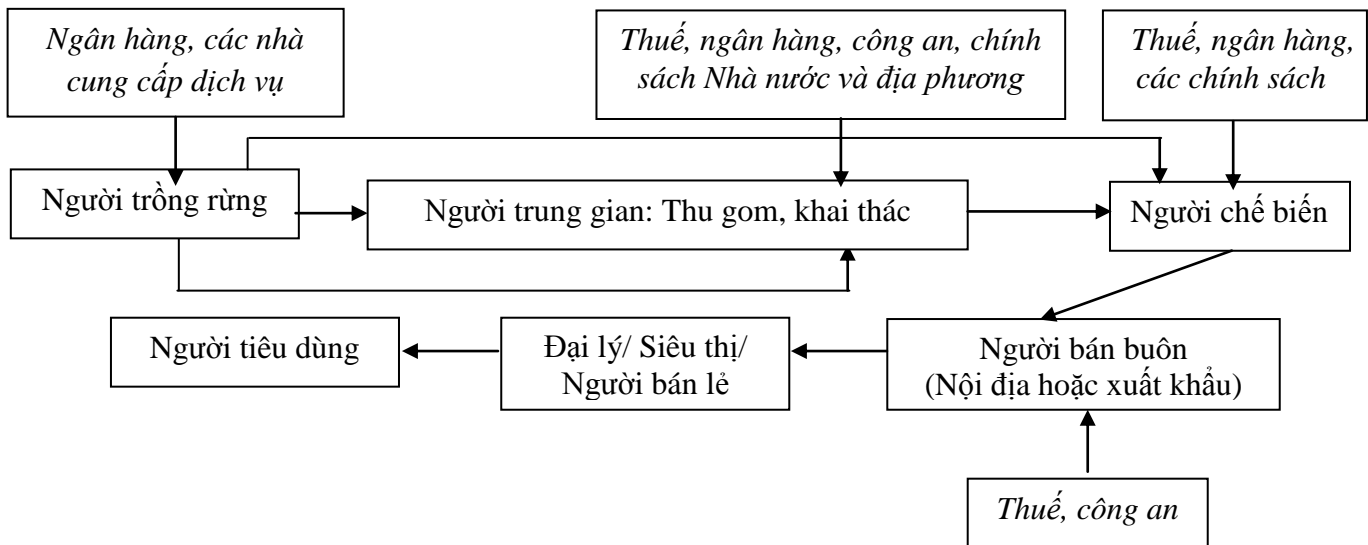 Ngân hàng, các nhà
cung cấp dịch vụ
Thuế, ngân hàng, công an, chính
sách Nhà nước và địa phương
Thuế, ngân hàng,
các chính sách
Người trồng rừng
Người trung gian: Thu gom, khai thác
Người chế biến
Người tiêu dùng
Đại lý/ Siêu thị/
Người bán lẻ
Người bán buôn
(Nội địa hoặc xuất khẩu)
Thuế, công an